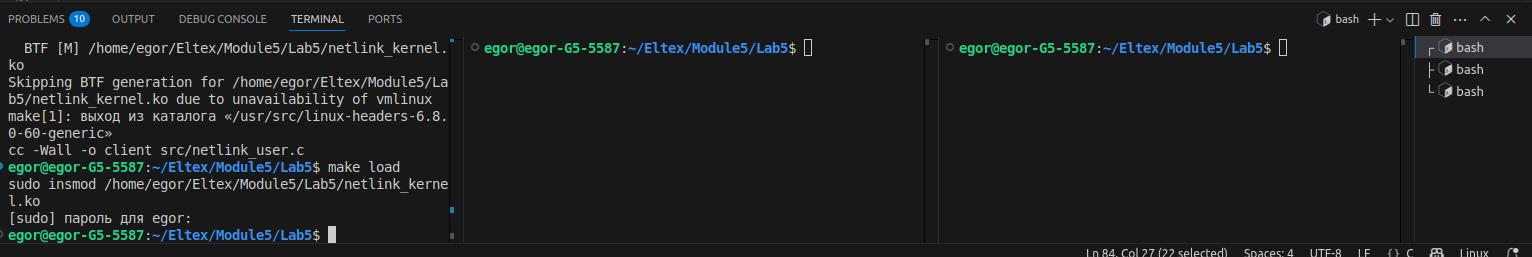 PROBLEMS 10 OUTPUT DEBUG CONSOLE TERMINAL PORTS bash
BTF [M] /home/egor/Eltex/Module5/Lab5/netlink_kernel.
ko
Skipping BTF generation for /home/egor/Eltex/Module5/La
b5/netlink_kernel.ko due to unavailability of vmlinux
make[1]: выход из каталога «/usr/src/linux-headers-6.8.
0-60-generic»
cc -Wall -o client src/netlink_user.c
egor@egor-G5-5587:~/Eltex/Module5/Lab5$ make load
sudo insmod /home/egor/Eltex/Module5/Lab5/netlink_kerne
l.ko
[sudo] пароль для egor:
egor@egor-G5-5587:~/Eltex/Module5/Lab5$
egor@egor-G5-5587:~/Eltex/Module5/Lab5$
egor@egor-G5-5587:~/Eltex/Module5/Lab5$
bash
bash
bash
Ln 84, Col 27 (22 selected) Spaces: 4 UTF-8 LF {} C Linux